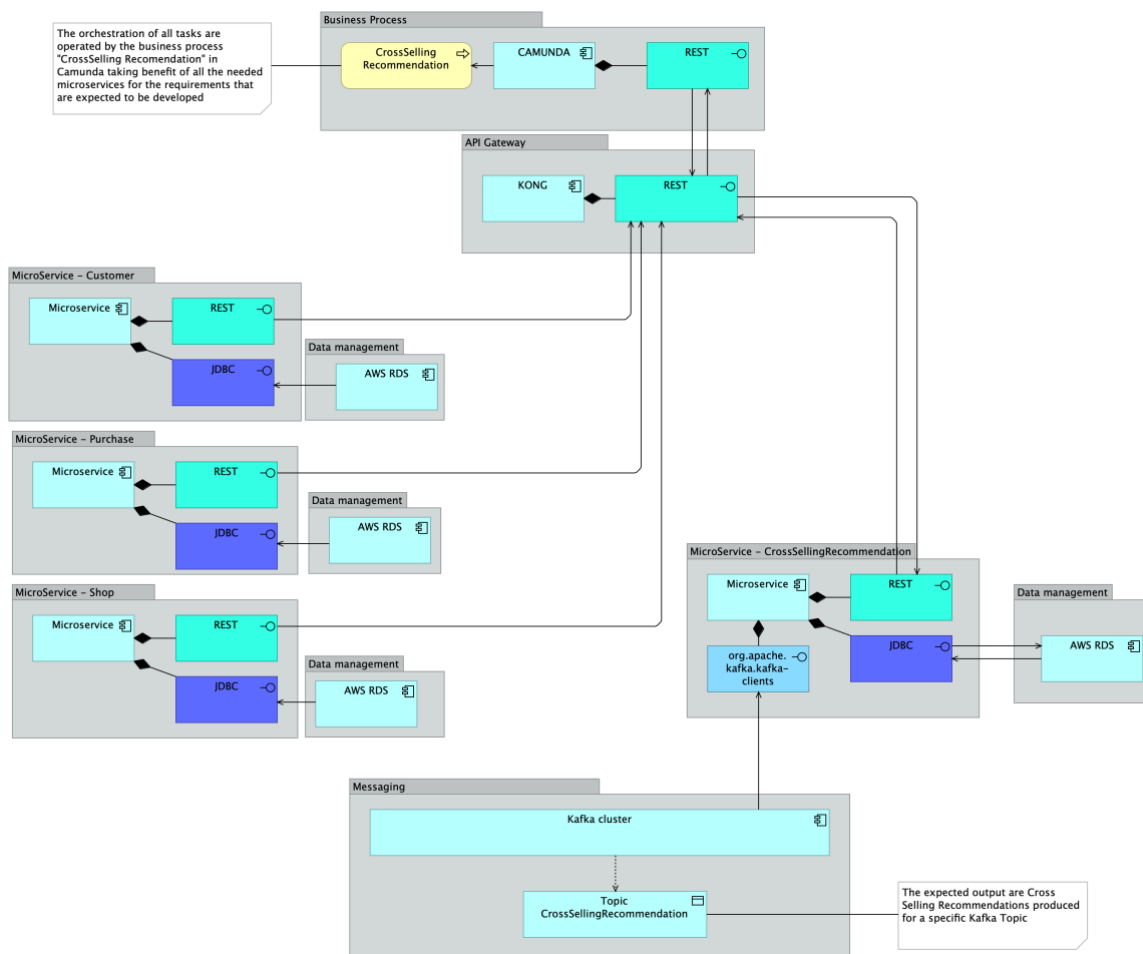 The orchestration of all tasks are
operated by the business process
"CrossSelling Recomendation" in
Camunda taking benefit of all the needed
microservices for the requirements that
are expected to be developed
Business Process
CrossSelling
Recommendation
CAMUNDA
REST
API Gateway
KONG
REST
MicroService - Customer
Microservice
REST
JDBC
Data management
AWS RDS
MicroService - Purchase
Microservice
REST
JDBC
Data management
AWS RDS
MicroService - Shop
Microservice
REST
JDBC
Data management
AWS RDS
MicroService - CrossSellingRecommendation
Microservice
REST
org.apache.
kafka.kafka-
clients
JDBC
Data management
AWS RDS
Messaging
Kafka cluster
Topic
CrossSellingRecommendation
The expected output are Cross
Selling Recommendations produced
for a specific Kafka Topic